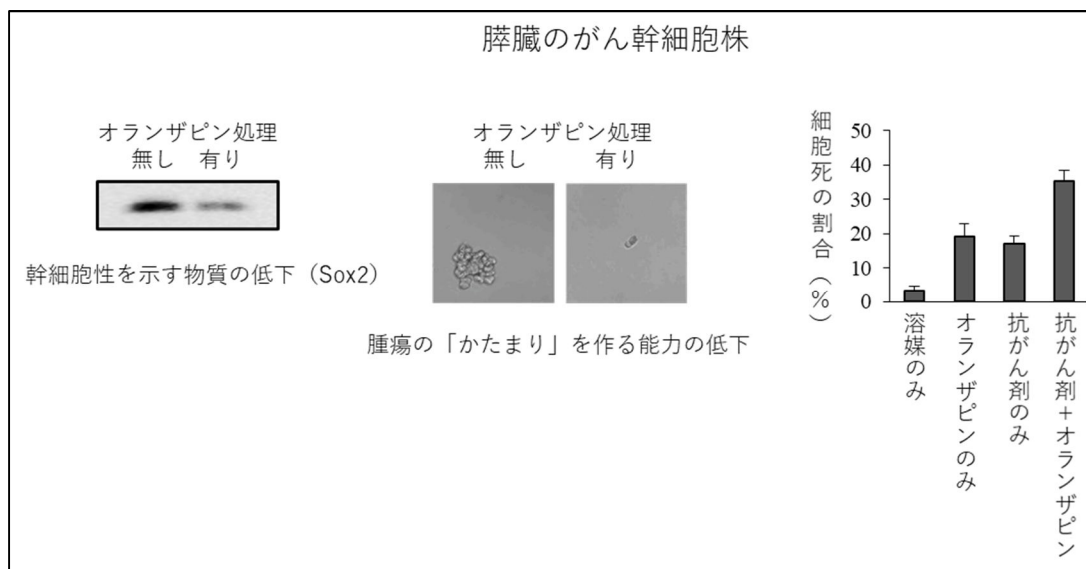 膵臓のがん幹細胞株
オランザピン処理
無し 有り
幹細胞性を示す物質の低下（Sox2）
オランザピン処理
無し 有り
腫瘍の「かたまり」を作る能力の低下
細胞死の割合（%）
50
40
30
20
10
0
溶媒のみ
オランザピンのみ
抗がん剤のみ
抗がん剤＋オランザピン